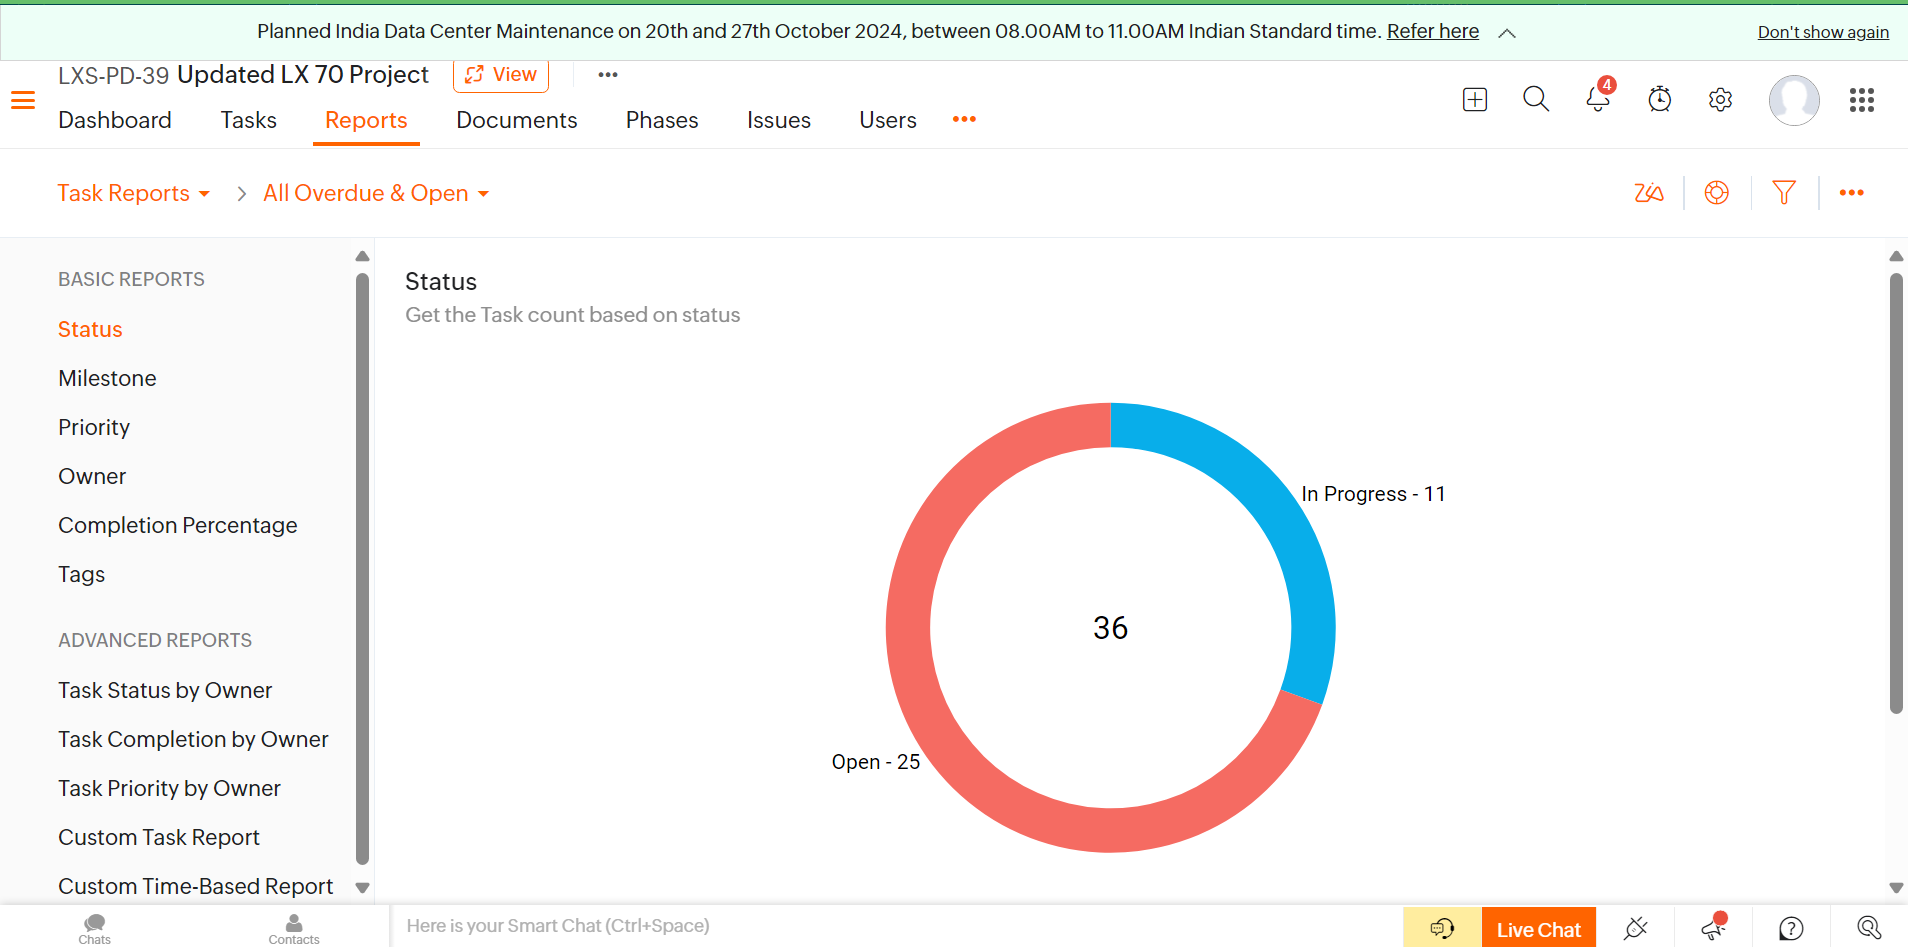 Planned India Data Center Maintenance on 20th and 27th October 2024, between 08.00AM to 11.00AM Indian Standard time. Refer here
Don't show again
LXS-PD-39 Updated LX 70 Project
View
4
Dashboard Tasks Reports Documents Phases Issues Users
Task Reports > All Overdue & Open
Zia
BASIC REPORTS
Status
Milestone
Priority
Owner
Completion Percentage
Tags
ADVANCED REPORTS
Task Status by Owner
Task Completion by Owner
Task Priority by Owner
Custom Task Report
Custom Time-Based Report
Status
Get the Task count based on status
In Progress - 11
36
Open - 25
Chats
Contacts
Here is your Smart Chat (Ctrl+Space)
Live Chat